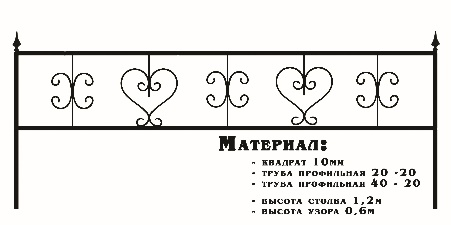 Материал:
- квадрат 10мм
- труба профильная 20 -20
- труба профильная 40 - 20
- высота столба 1,2м
- высота узора 0,6м